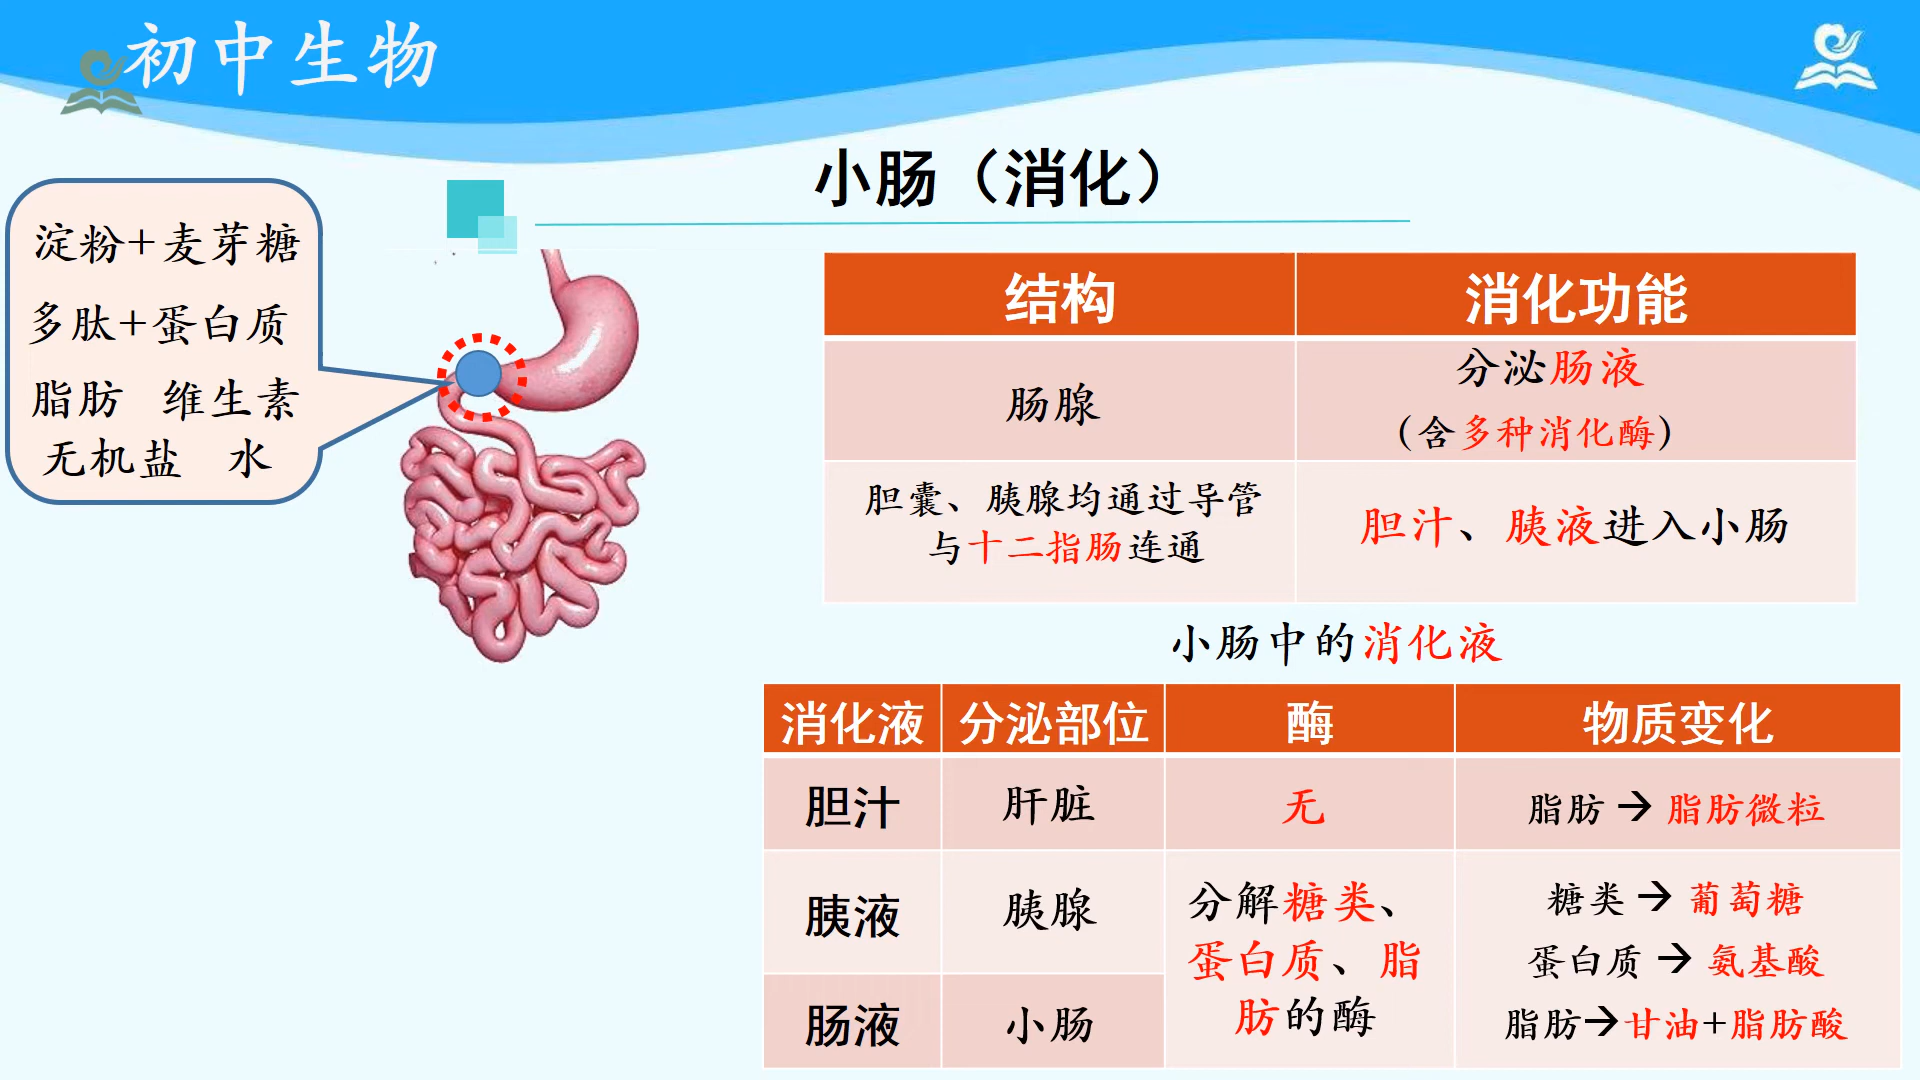 初中生物
小肠（消化）
淀粉+麦芽糖
多肽+蛋白质
脂肪 维生素
无机盐 水
结构 消化功能
肠腺 分泌肠液
（含多种消化酶）
胆囊、胰腺均通过导管
与十二指肠连通
胆汁、胰液进入小肠
小肠中的消化液
消化液 分泌部位 酶 物质变化
胆汁 肝脏 无 脂肪→脂肪微粒
胰液 胰腺
分解糖类、
蛋白质、脂
肪的酶
糖类→葡萄糖
蛋白质→氨基酸
脂肪→甘油+脂肪酸
肠液 小肠